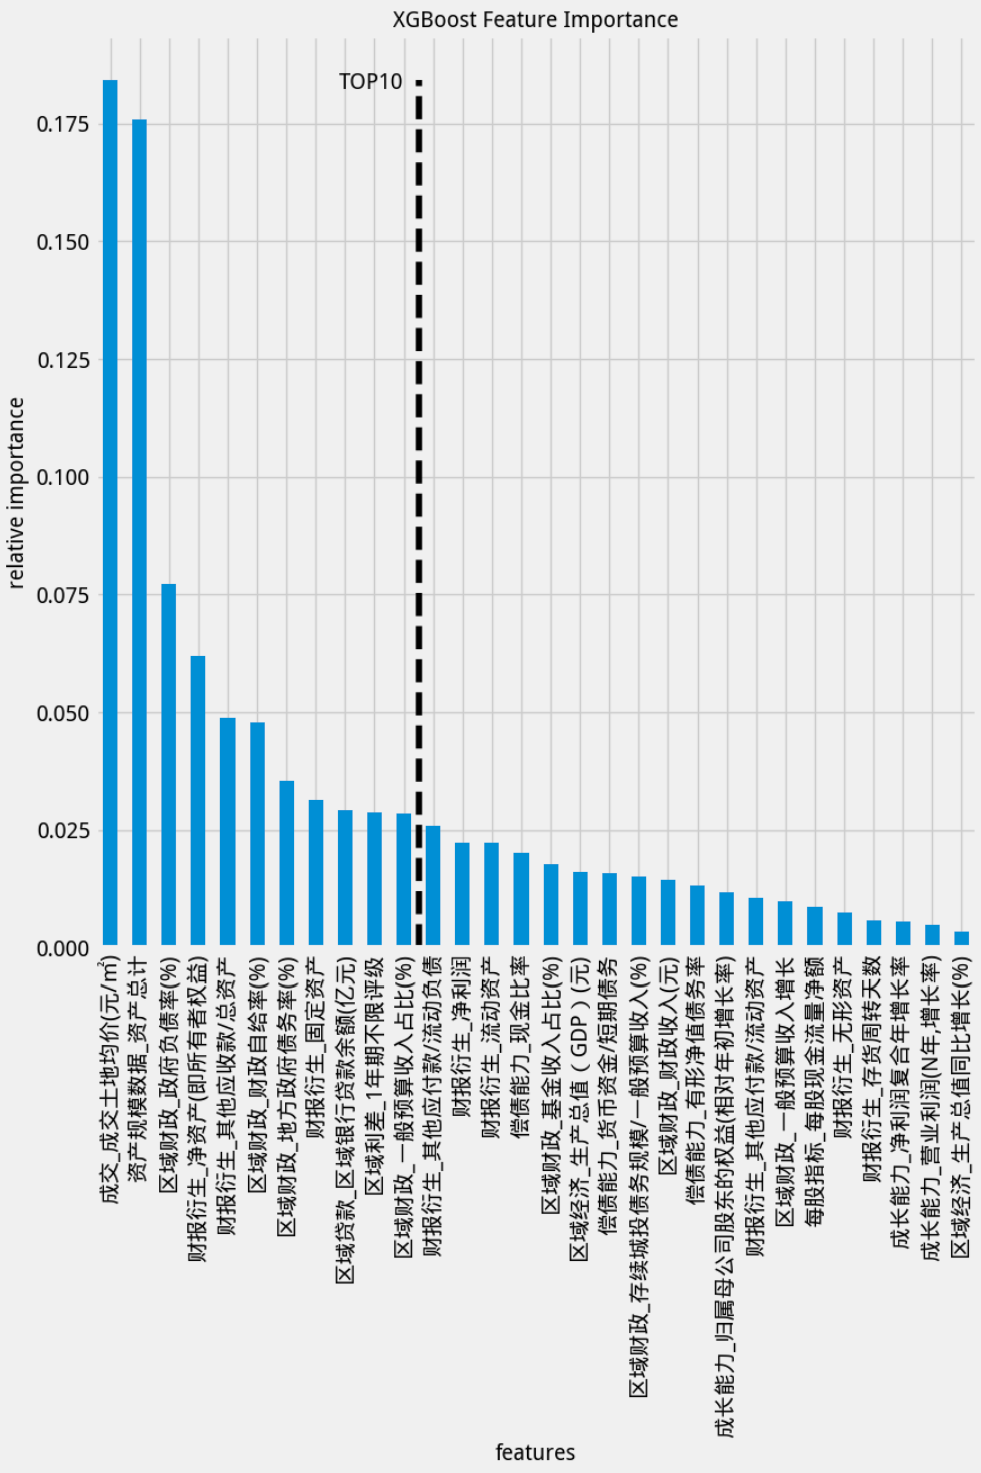 XGBoost Feature Importance
TOP10
0.175
0.150
0.125
0.100
0.075
0.050
0.025
0.000
relative importance
成交_成交土地均价(元/㎡)
资产规模数据_资产总计
区域财政_政府负债率(%)
财报衍生_净资产(即所有者权益)
财报衍生_其他应收款/总资产
区域财政_财政自给率(%)
区域财政_地方政府债务率(%)
财报衍生_固定资产
区域贷款_区域银行贷款余额(亿元)
区域利差_1年期不限评级
区域财政_一般预算收入占比(%)
财报衍生_其他应付款/流动负债
财报衍生_净利润
财报衍生_流动资产
偿债能力_现金比率
区域财政_基金收入占比(%)
区域经济_生产总值（GDP）(元)
偿债能力_货币资金/短期债务
区域财政_存续城投债务规模/一般预算收入(%)
区域财政_财政收入(元)
偿债能力_有形净值债务率
成长能力_归属母公司股东的权益(相对年初增长率)
财报衍生_其他应付款/流动资产
区域财政_一般预算收入增长
每股指标_每股现金流量净额
财报衍生_无形资产
财报衍生_存货周转天数
成长能力_净利润复合年增长率
成长能力_营业利润(N年,增长率)
区域经济_生产总值同比增长(%)
features